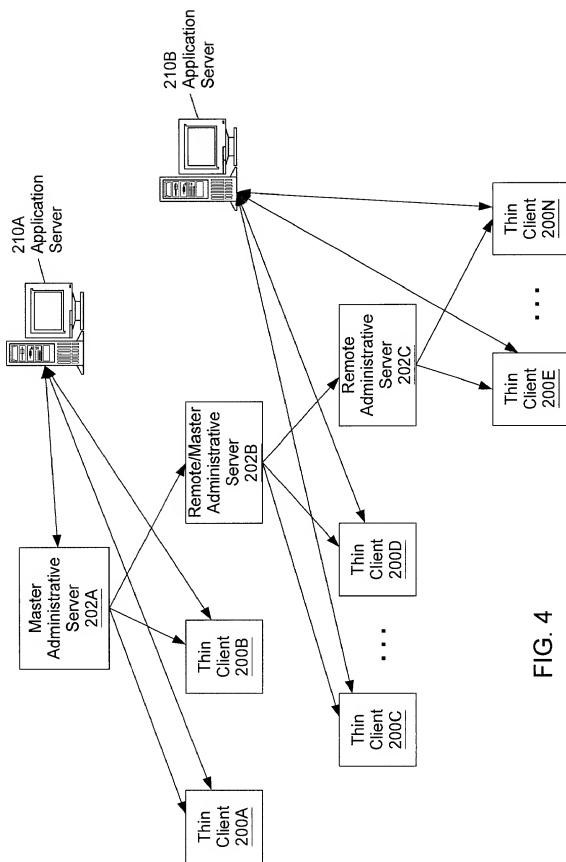 210A
Application
Server
210B
Application
Server
Master
Administrative
Server
202A
Remote/Master
Administrative
Server
202B
Remote
Administrative
Server
202C
Thin
Client
200A
Thin
Client
200B
Thin
Client
200C
...
Thin
Client
200D
Thin
Client
200E
...
Thin
Client
200N
FIG. 4